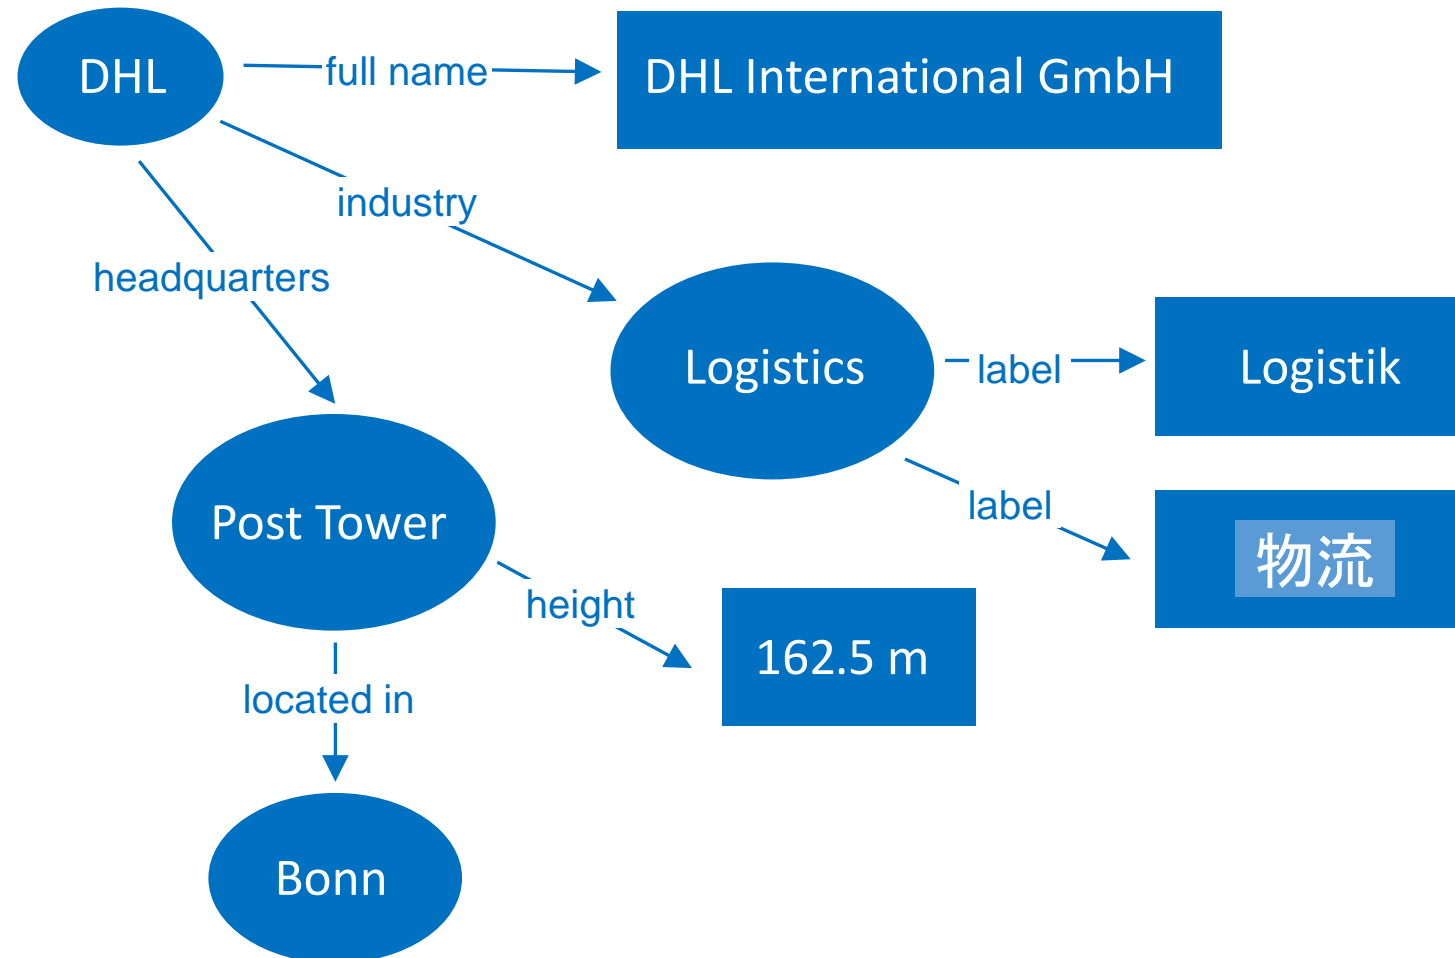 DHL
full name
DHL International GmbH
industry
headquarters
Logistics
label
Logistik
label
物流
Post Tower
height
162.5 m
located in
Bonn